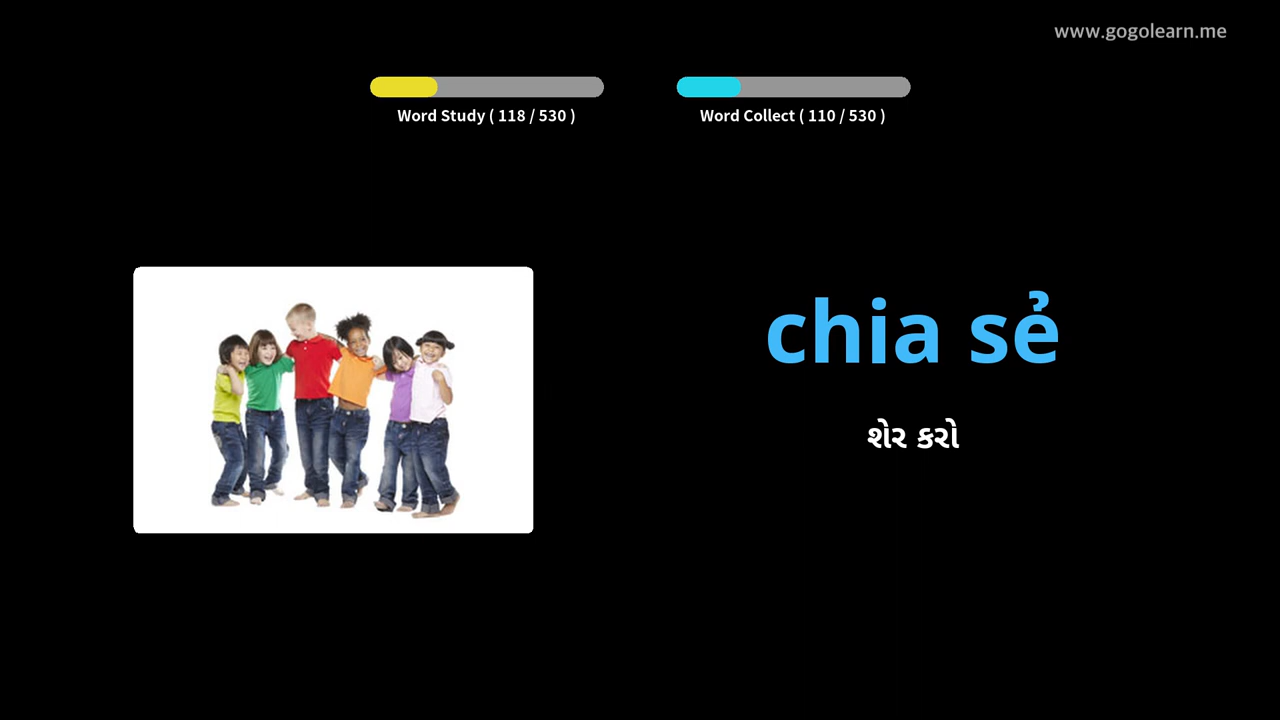 www.gogolearn.me
Word Study ( 118 / 530 )
Word Collect ( 110 / 530 )
chia sẻ
શેર કરો